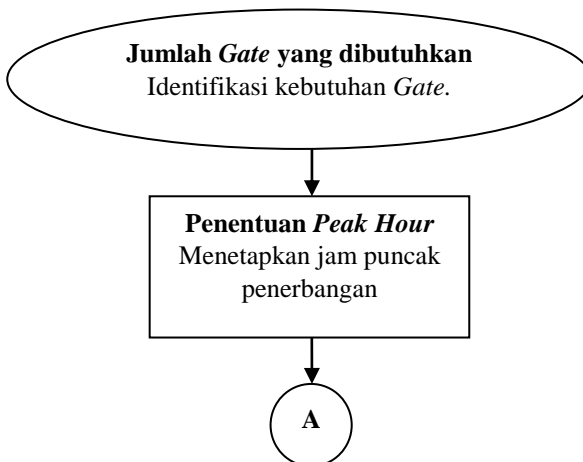 Jumlah Gate yang dibutuhkan
Identifikasi kebutuhan Gate.
Penentuan Peak Hour
Menetapkan jam puncak
penerbangan
A